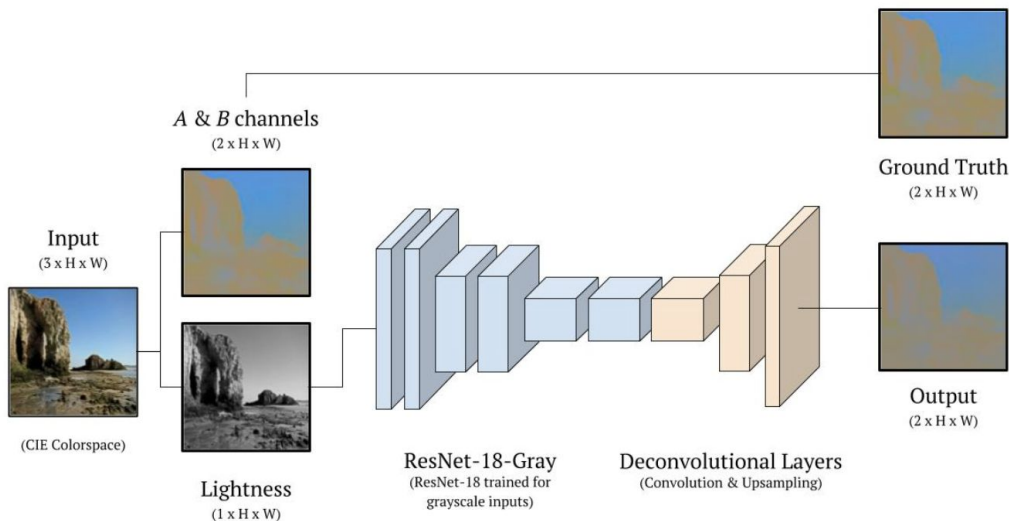 A & B channels
(2 x H x W)
Ground Truth
(2 x H x W)
Input
(3 x H x W)
(CIE Colorspace)
Lightness
(1 x H x W)
ResNet-18-Gray
(ResNet-18 trained for
grayscale inputs)
Deconvolutional Layers
(Convolution & Upsampling)
Output
(2 x H x W)